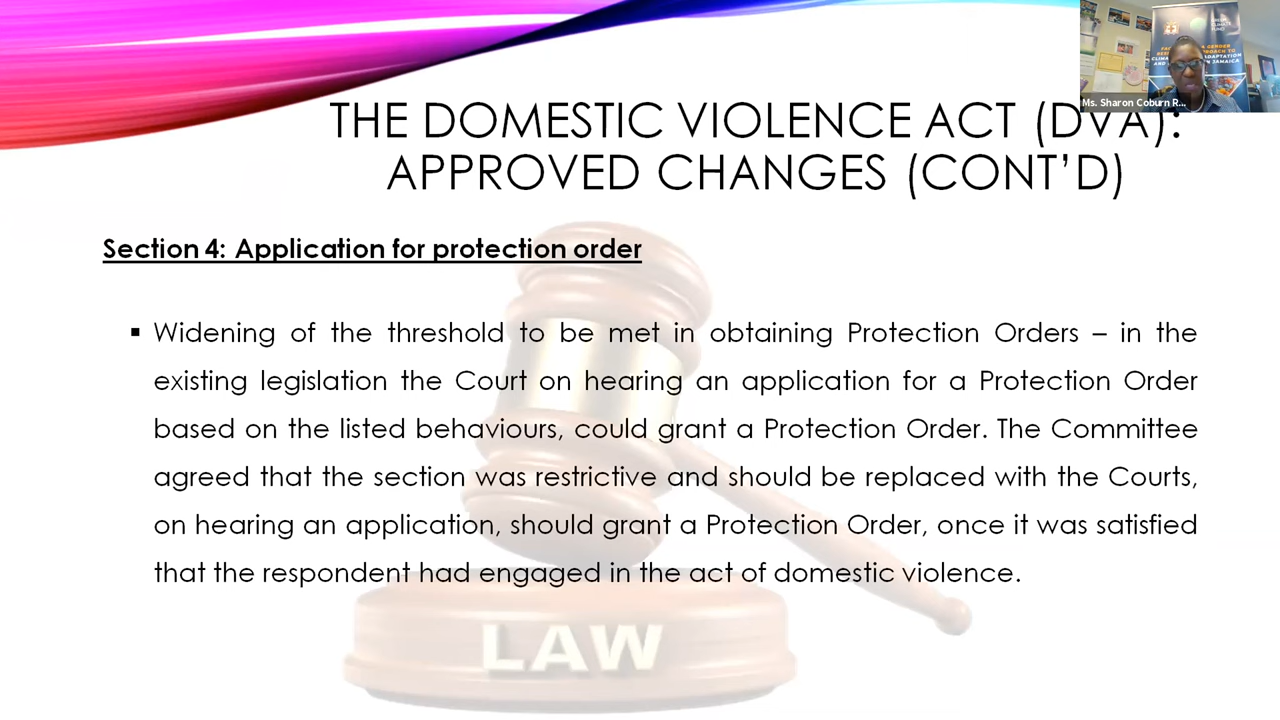 Ms. Sharon Coburn R...
THE DOMESTIC VIOLENCE ACT (DVA):
APPROVED CHANGES (CONT'D)
Section 4: Application for protection order
▪ Widening of the threshold to be met in obtaining Protection Orders – in the
existing legislation the Court on hearing an application for a Protection Order
based on the listed behaviours, could grant a Protection Order. The Committee
agreed that the section was restrictive and should be replaced with the Courts,
on hearing an application, should grant a Protection Order, once it was satisfied
that the respondent had engaged in the act of domestic violence.
LAW